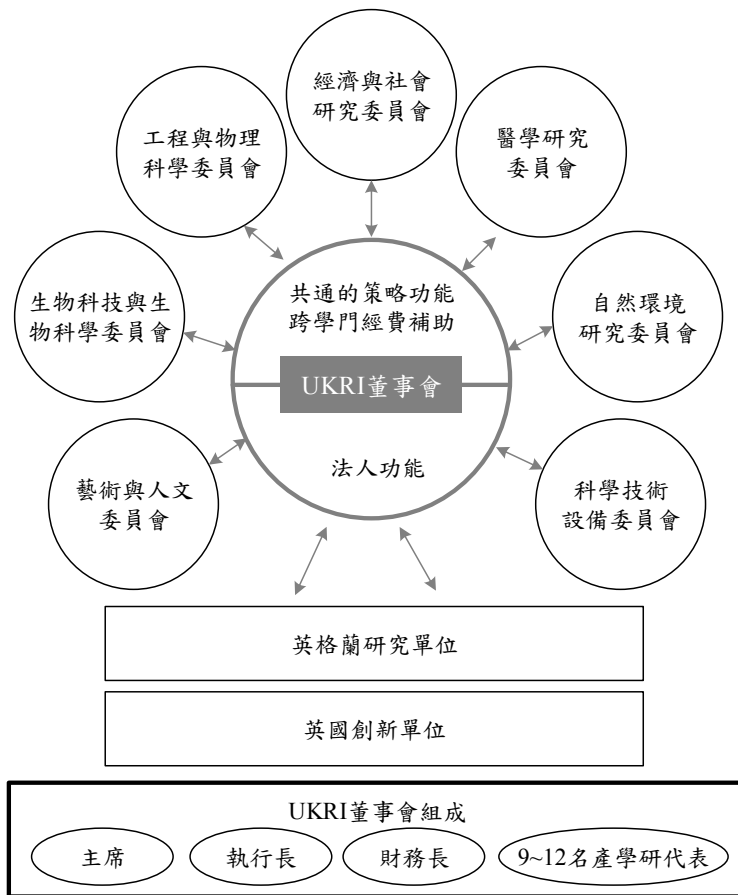 經濟與社會
研究委員會
工程與物理
科學委員會
醫學研究
委員會
生物科技與生
物科學委員會
共通的策略功能
跨學門經費補助
自然環境
研究委員會
UKRI董事會
藝術與人文
委員會
法人功能
科學技術
設備委員會
英格蘭研究單位
英國創新單位
UKRI董事會組成
主席
執行長
財務長
9~12名產學研代表